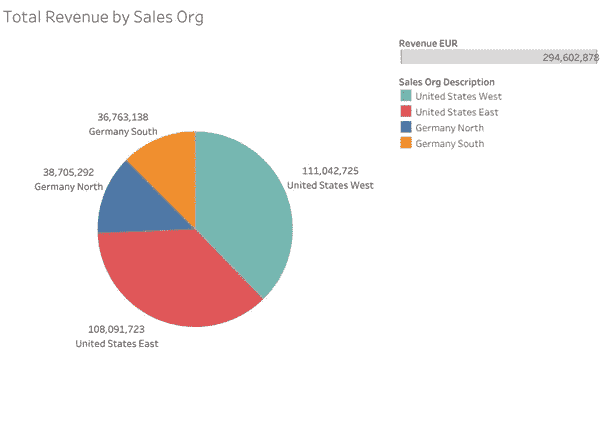 Total Revenue by Sales Org
Revenue EUR
294,602,878
Sales Org Description
United States West
United States East
Germany North
Germany South
36,763,138
Germany South
38,705,292
Germany North
111,042,725
United States West
108,091,723
United States East